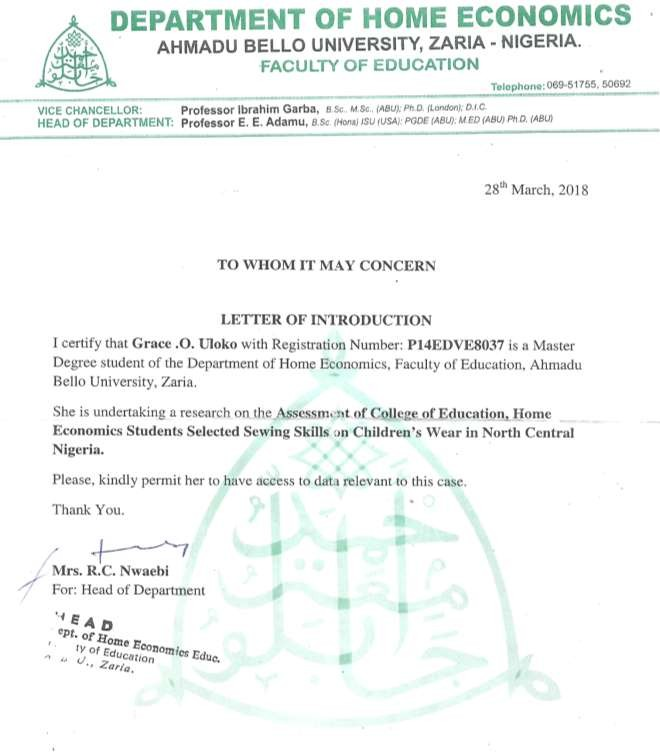 DEPARTMENT OF HOME ECONOMICS
AHMADU BELLO UNIVERSITY, ZARIA - NIGERIA.
FACULTY OF EDUCATION
Telephone: 069-51755, 50692
VICE CHANCELLOR: Professor Ibrahim Garba, B.Sc., M.Sc., (ABU); Ph.D. (London); D.I.C.
HEAD OF DEPARTMENT: Professor E. E. Adamu, B.Sc. (Hons) ISU (USA): PGDE (ABU); M.ED (ABU) Ph.D. (ABU)
28th March, 2018
TO WHOM IT MAY CONCERN
LETTER OF INTRODUCTION
I certify that Grace .O. Uloko with Registration Number: P14EDVE8037 is a Master
Degree student of the Department of Home Economics, Faculty of Education, Ahmadu
Bello University, Zaria.
She is undertaking a research on the Assessment of College of Education, Home
Economics Students Selected Sewing Skills on Children's Wear in North Central
Nigeria.
Please, kindly permit her to have access to data relevant to this case.
Thank You.
Mrs. R.C. Nwaebi
For: Head of Department
HEAD
ept. of Home Economics Educ.
ty of Education
U., Zaria.